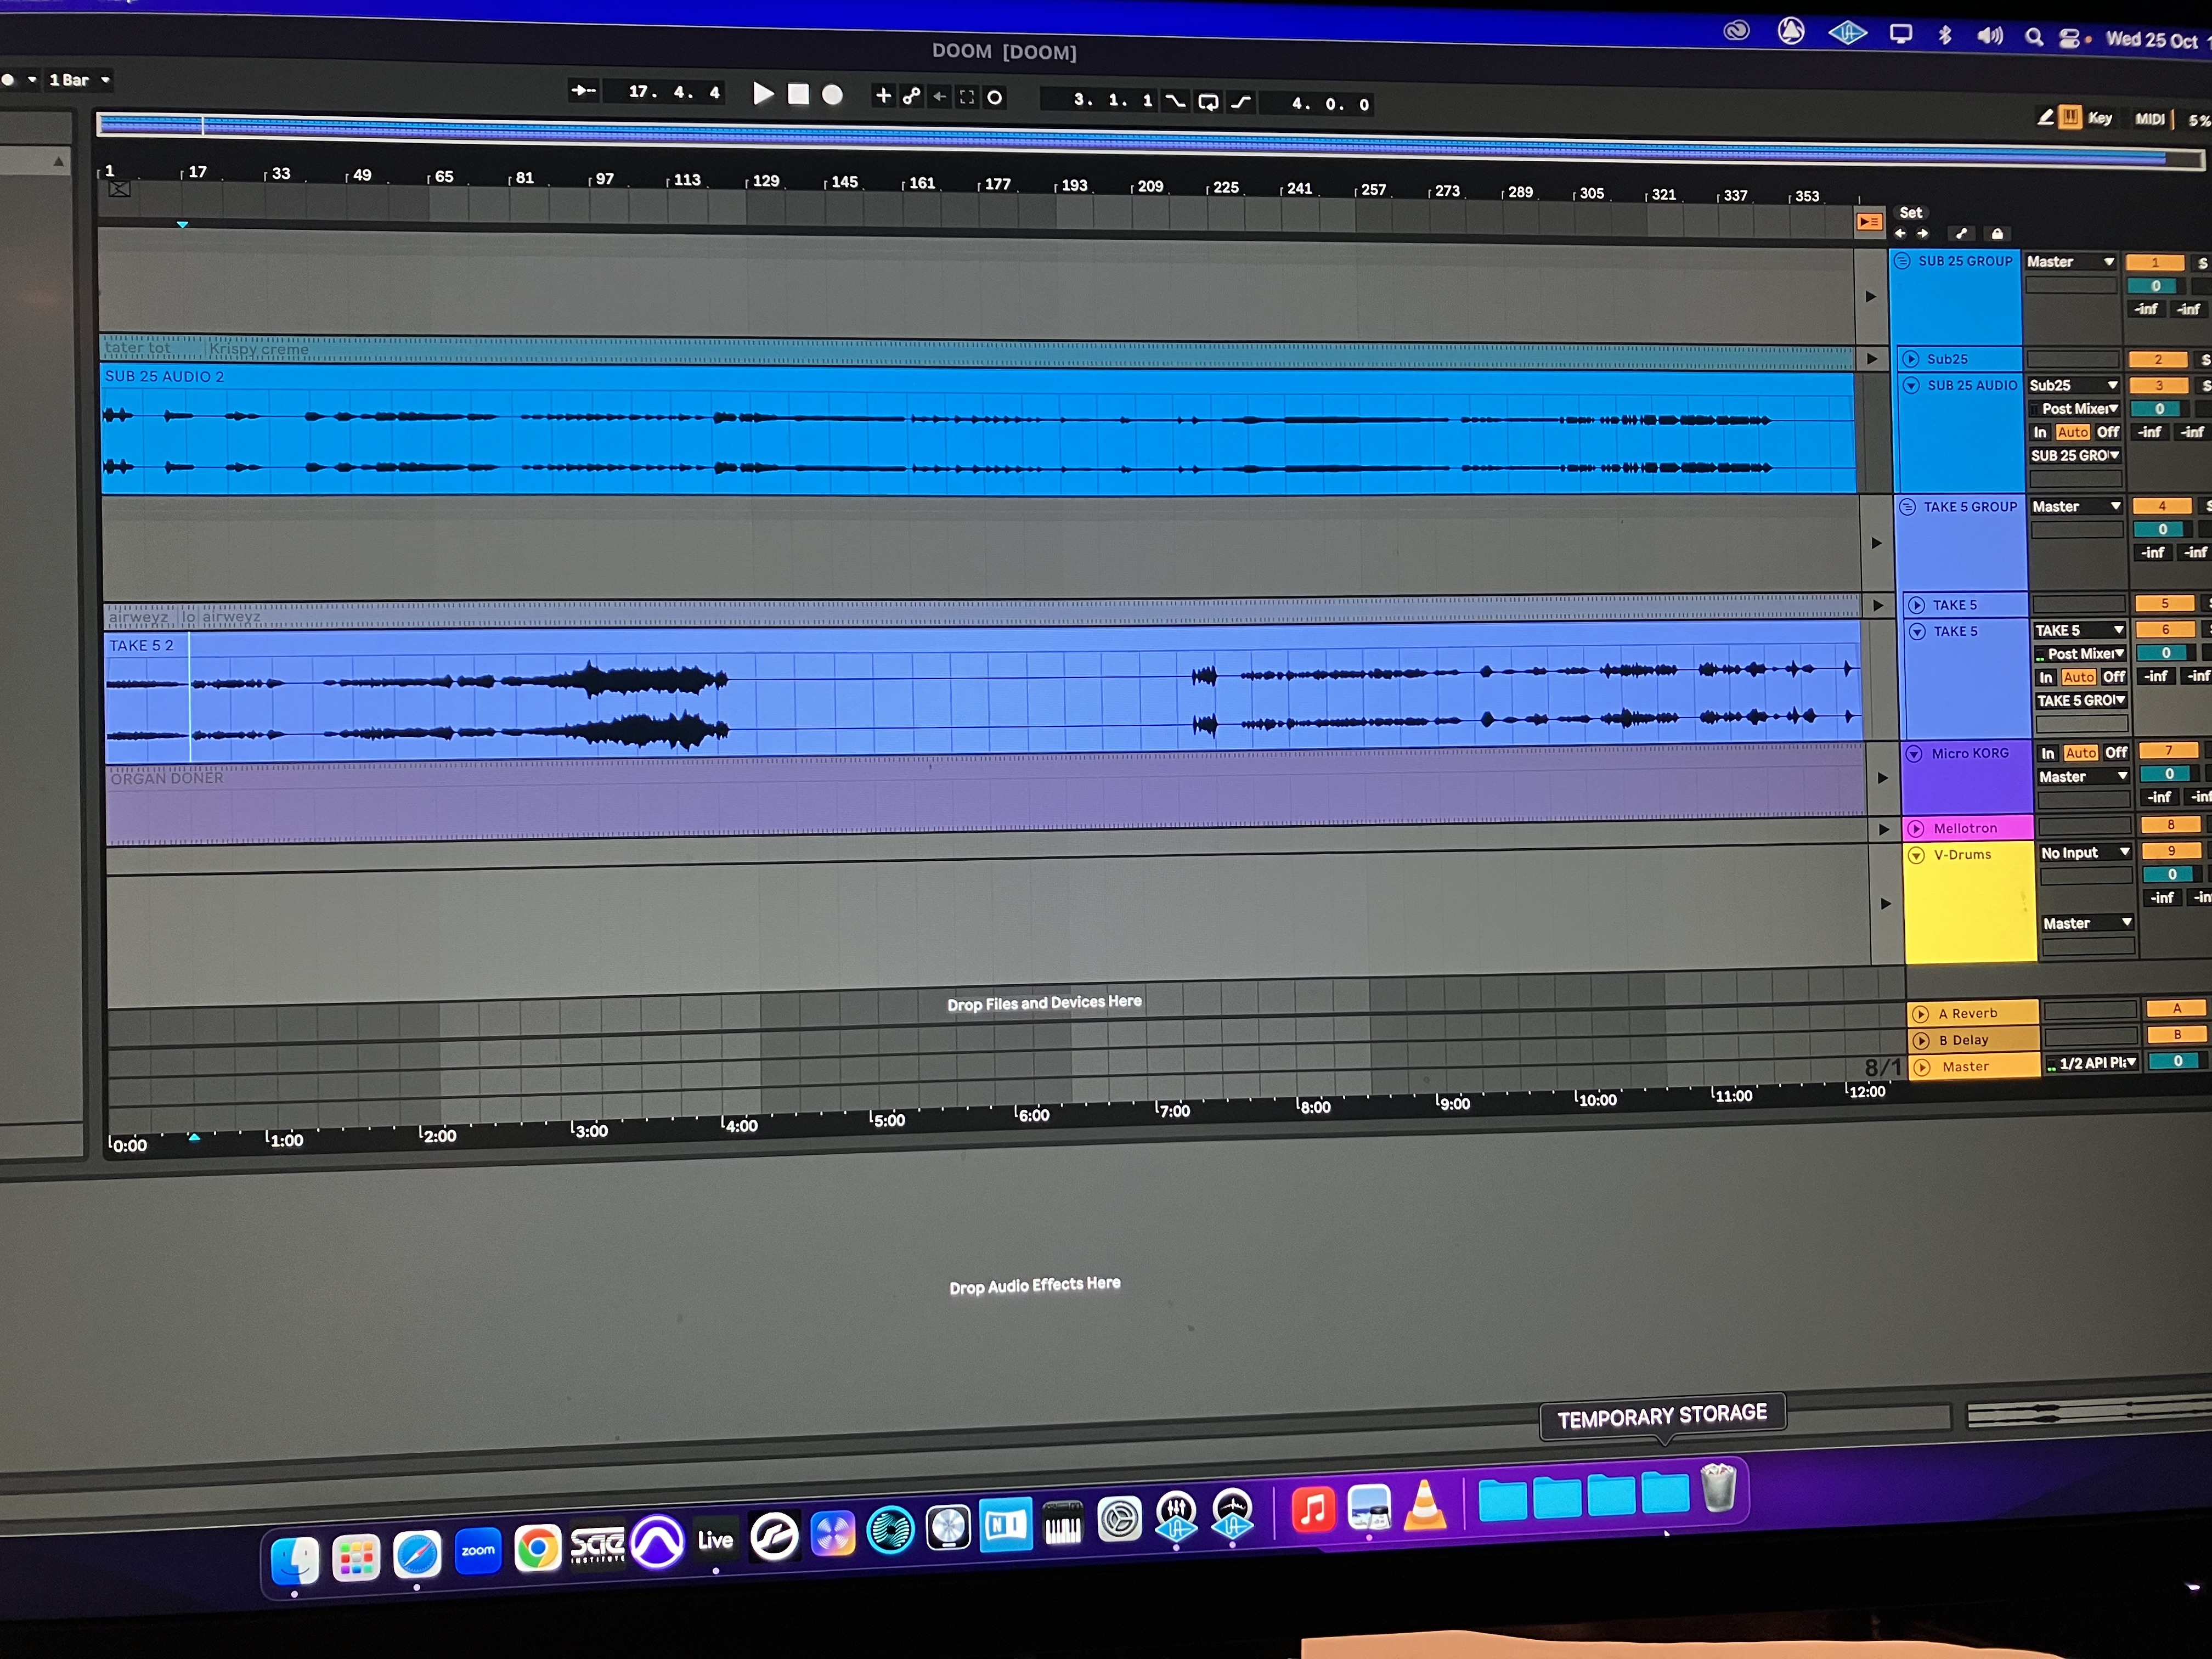 Wed 25 Oct
DOOM [DOOM]
1 Bar
17. 4. 4
3. 1. 1
4. 0. 0
Key
MIDI
5%
1 17 33 49 65 81 97 113 129 145 161 177 193 209 225 241 257 273 289 305 321 337 353
Set
SUB 25 GROUP Master 1 S
0
-inf -inf
tater tot Krispy creme
Sub25 2 S
SUB 25 AUDIO 2
SUB 25 AUDIO Sub25 3 S
Post Mixer 0
In Auto Off -inf -inf
SUB 25 GRO
TAKE 5 GROUP Master 4 S
0
-inf -inf
airweyz lo airweyz
TAKE 5 5 S
TAKE 5 2
TAKE 5 TAKE 5 6
Post Mixer 0
In Auto Off -inf -inf
TAKE 5 GRO
ORGAN DONER
Micro KORG In Auto Off 7
Master 0
-inf -inf
Mellotron 8
V-Drums No Input 9
0
-inf -in
Master
Drop Files and Devices Here
A Reverb A
B Delay B
8/1
Master 1/2 API Pl 0
0:00 1:00 2:00 3:00 4:00 5:00 6:00 7:00 8:00 9:00 10:00 11:00 12:00
Drop Audio Effects Here
TEMPORARY STORAGE
zoom
sae
INSTITUTE
Live
NI
UA
UA